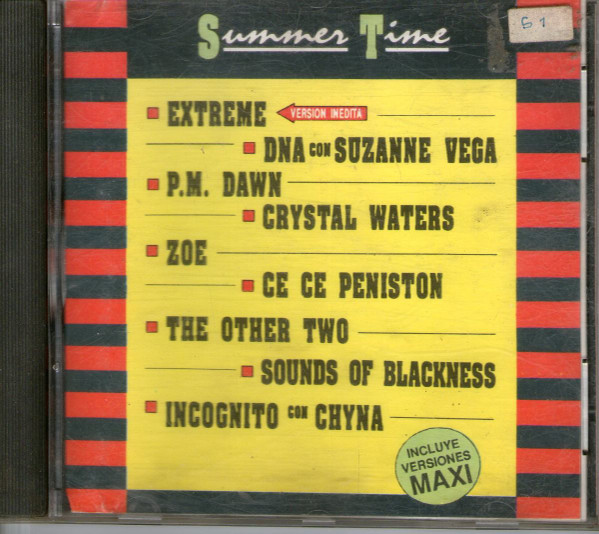 Summer Time
S 1
EXTREME VERSION INEDITA
DNA CON SUZANNE VEGA
P.M. DAWN
CRYSTAL WATERS
ZOE
CE CE PENISTON
THE OTHER TWO
SOUNDS OF BLACKNESS
INCOGNITO CON CHYNA
INCLUYE
VERSIONES
MAXI